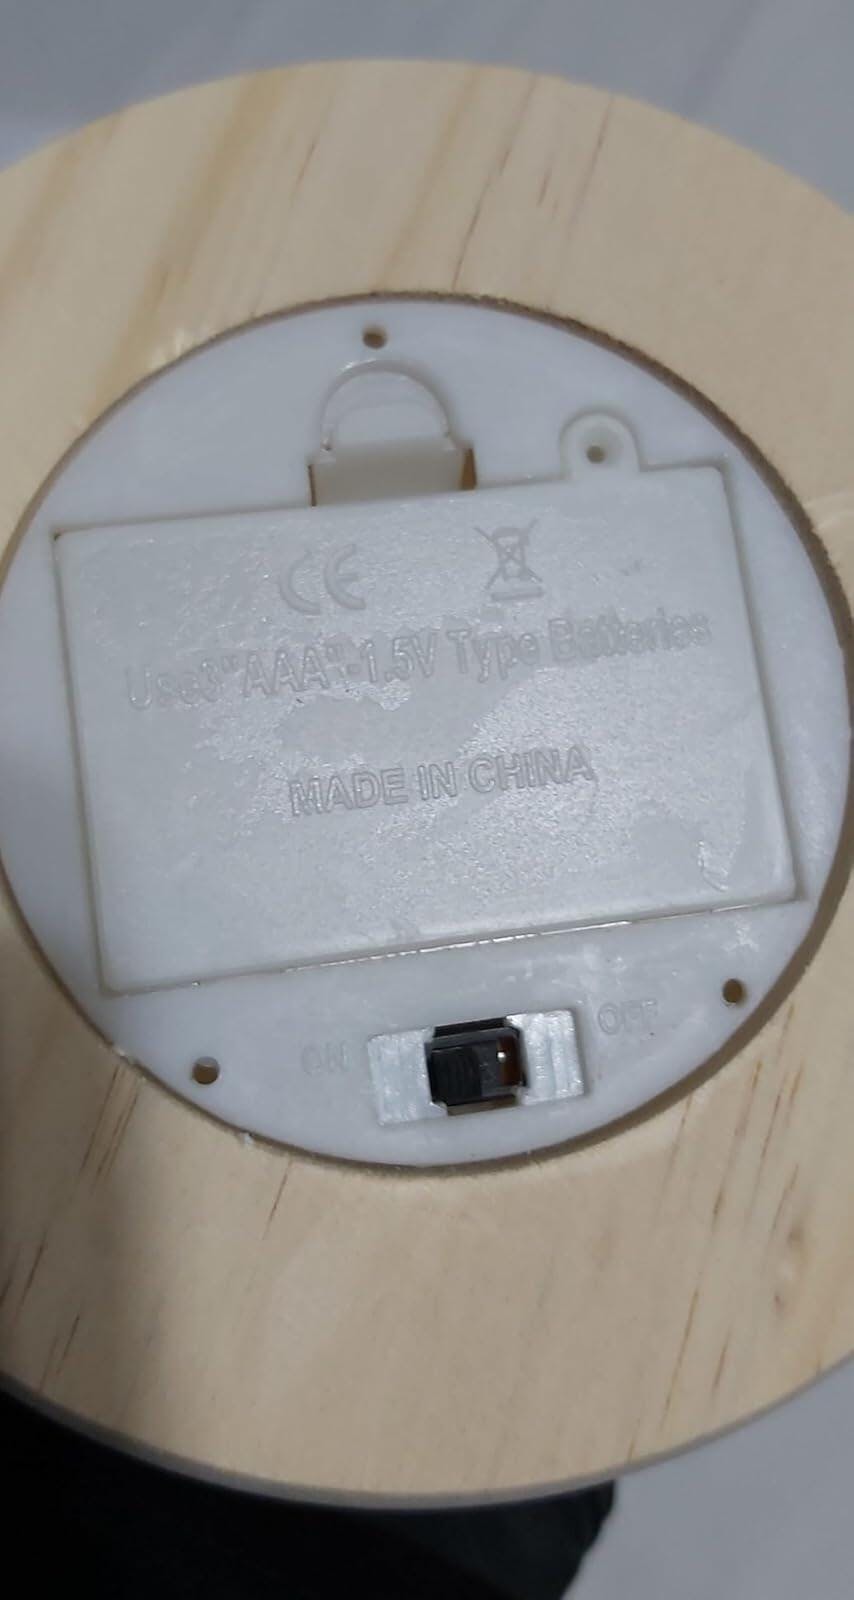 CE
Use3"AAA"-1.5V Type Batteries
MADE IN CHINA
ON OFF